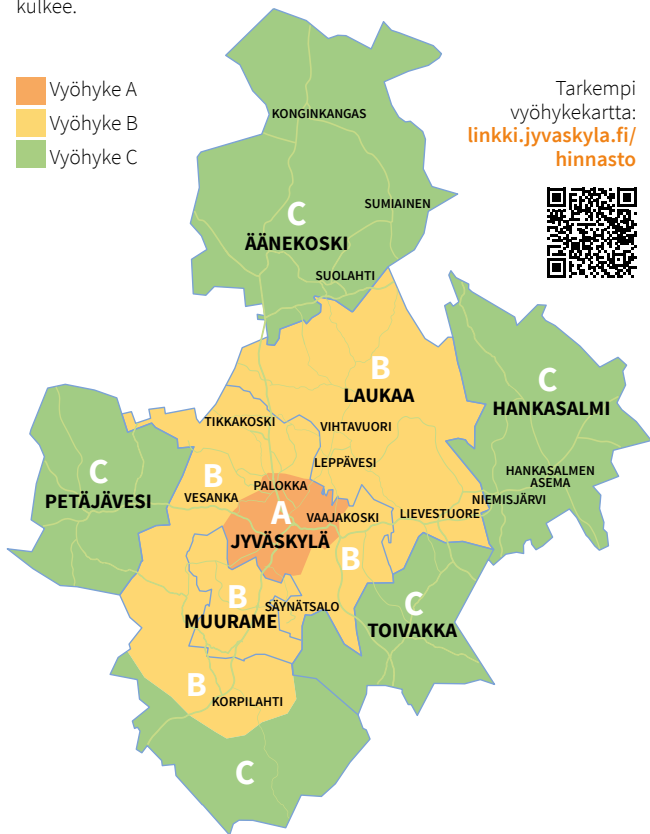 kulkee.
Vyöhyke A
Vyöhyke B
Vyöhyke C
Tarkempi
vyöhykekartta:
linkki.jyvaskyla.fi/
hinnasto
KONGINKANGAS
SUMIAINEN
C
ÄÄNEKOSKI
SUOLAHTI
B
LAUKAA
C
HANKASALMI
TIKKAKOSKI
VIHTAVUORI
LEPPÄVESI
HANKASALMEN
ASEMA
NIEMISJÄRVI
C
PETÄJÄVESI
B
VESANKA
PALOKKA
A
VAAJAKOSKI
LIEVESTUORE
JYVÄSKYLÄ
B
B
SÄYNÄTSALO
MUURAME
C
TOIVAKKA
B
KORPILAHTI
C